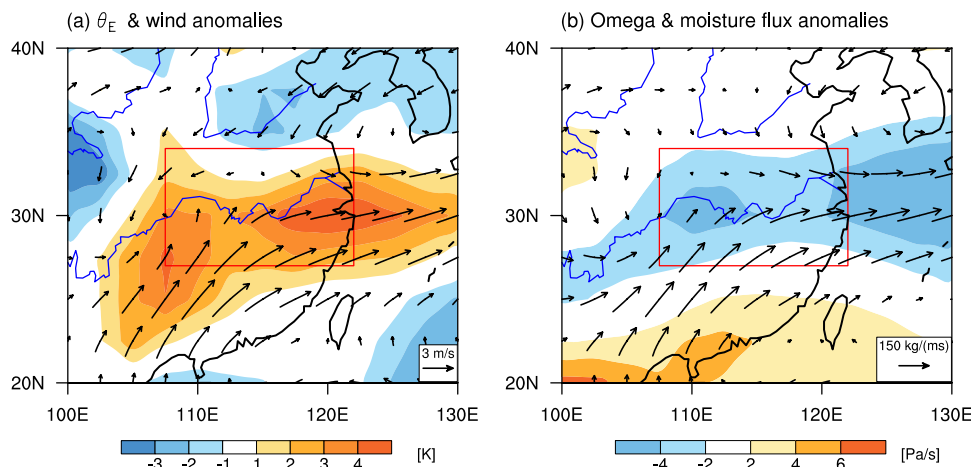 (a) θE & wind anomalies
(b) Omega & moisture flux anomalies
40N
30N
20N
100E 110E 120E 130E
3 m/s
-3 -2 -1 1 2 3 4 [K]
40N
30N
20N
100E 110E 120E 130E
150 kg/(ms)
-4 -2 2 4 6 [Pa/s]